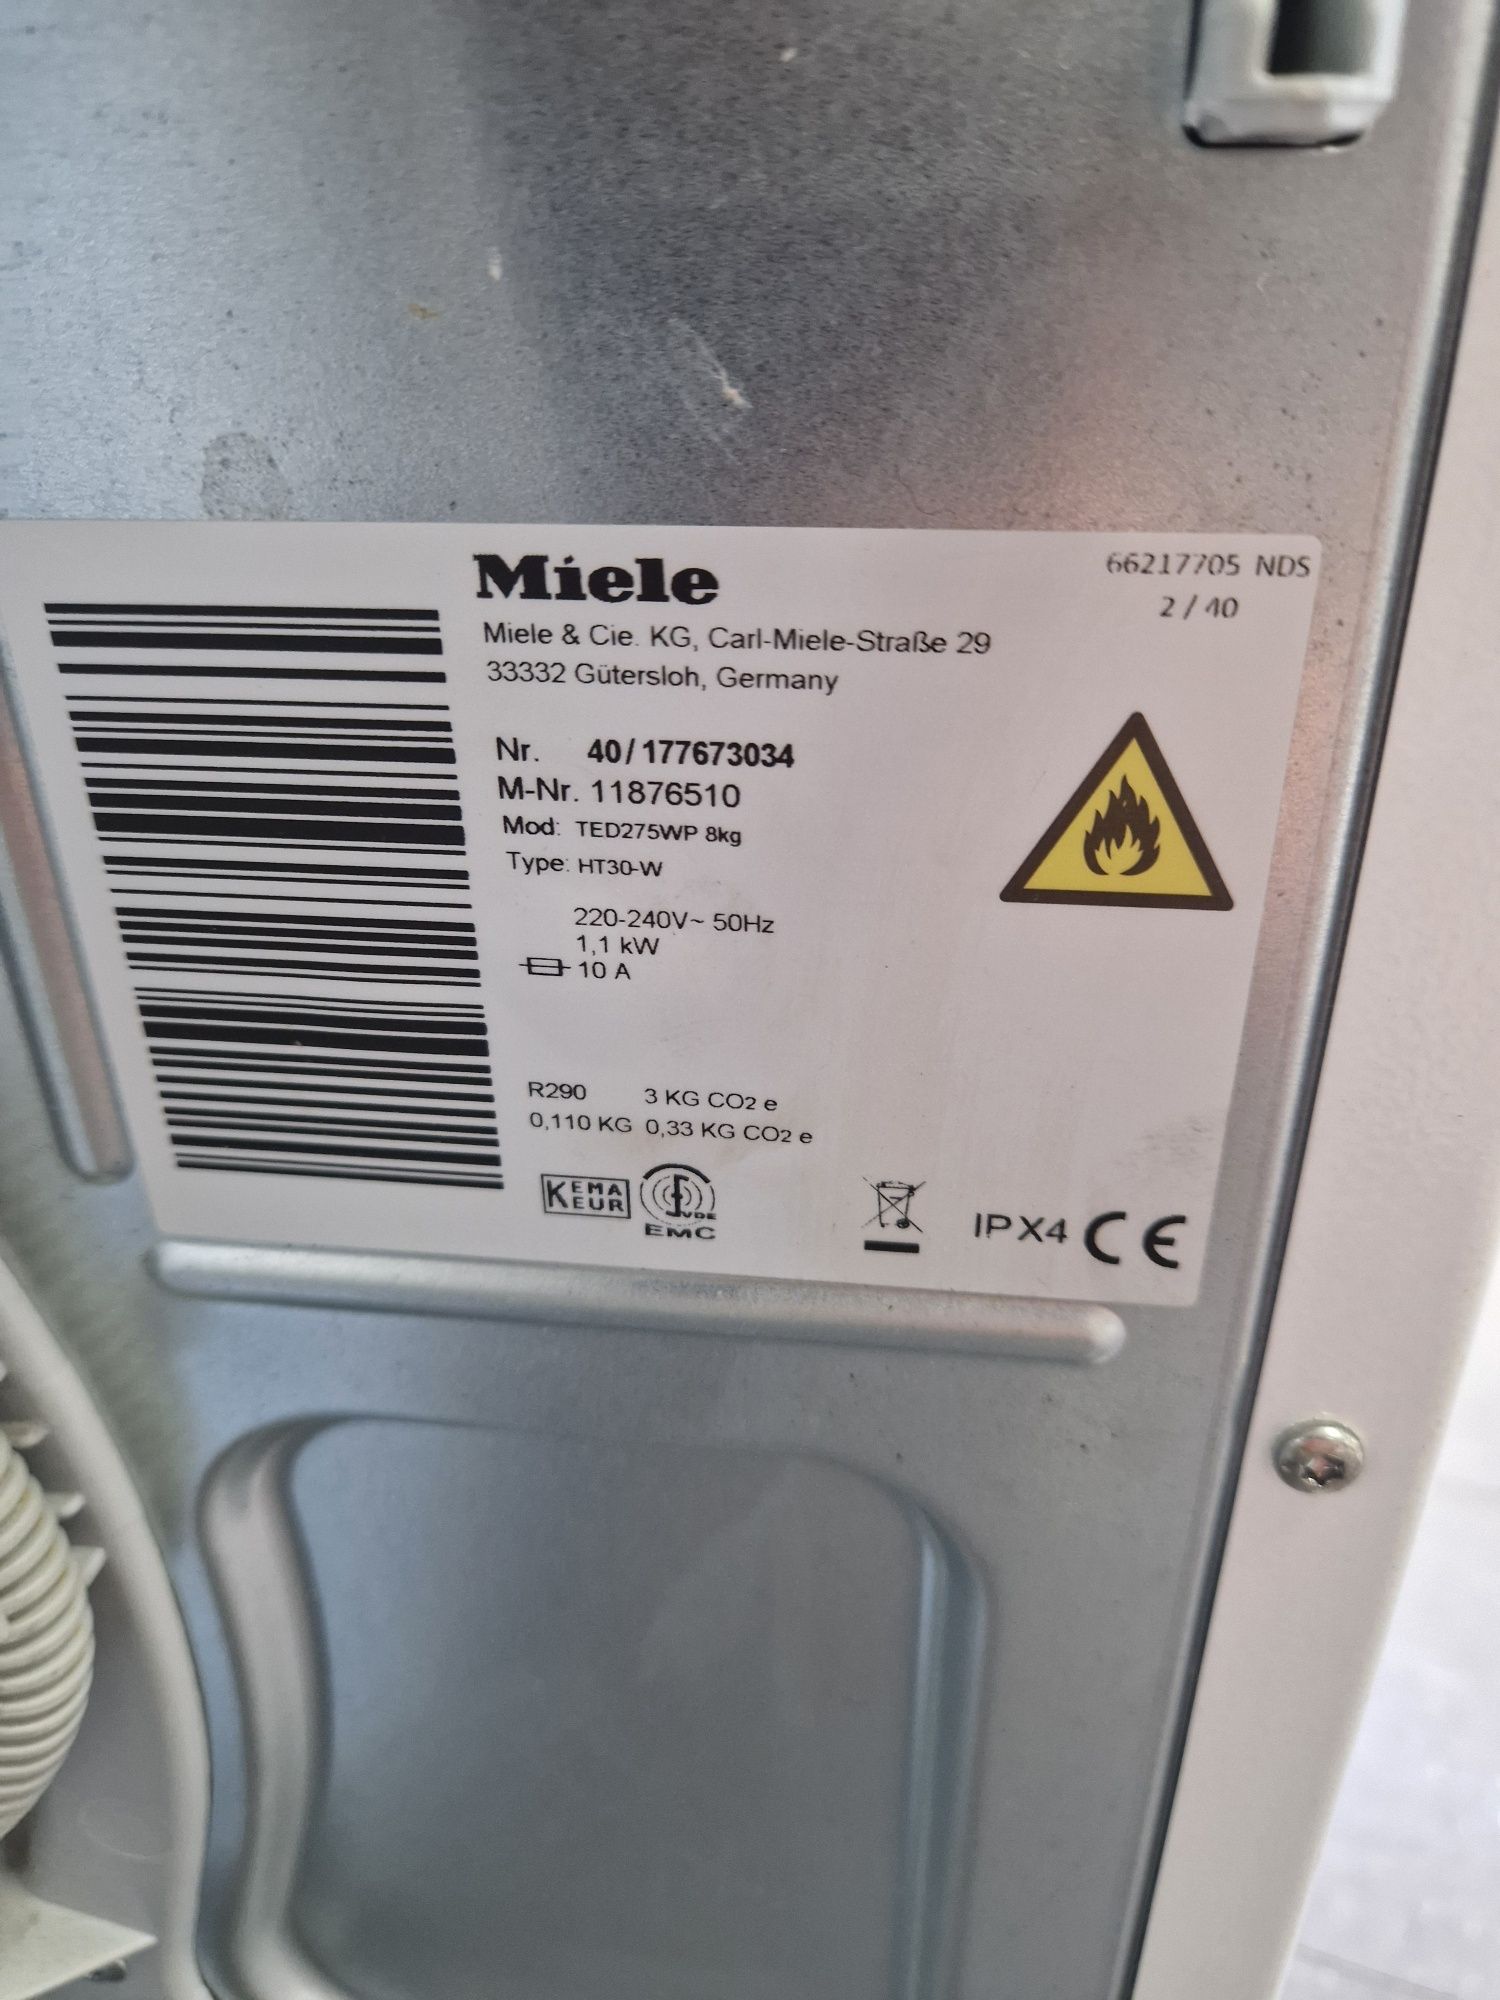 Miele
66217705 NDS
2 / 40
Miele & Cie. KG, Carl-Miele-Straße 29
33332 Gütersloh, Germany
Nr. 40/177673034
M-Nr. 11876510
Mod: TED275WP 8kg
Type: HT30-W
220-240V~ 50Hz
1,1 kW
10 A
R290 3 KG CO2 e
0,110 KG 0,33 KG CO2 e
KEMA
EUR
VDE
EMC
IPX4 CE